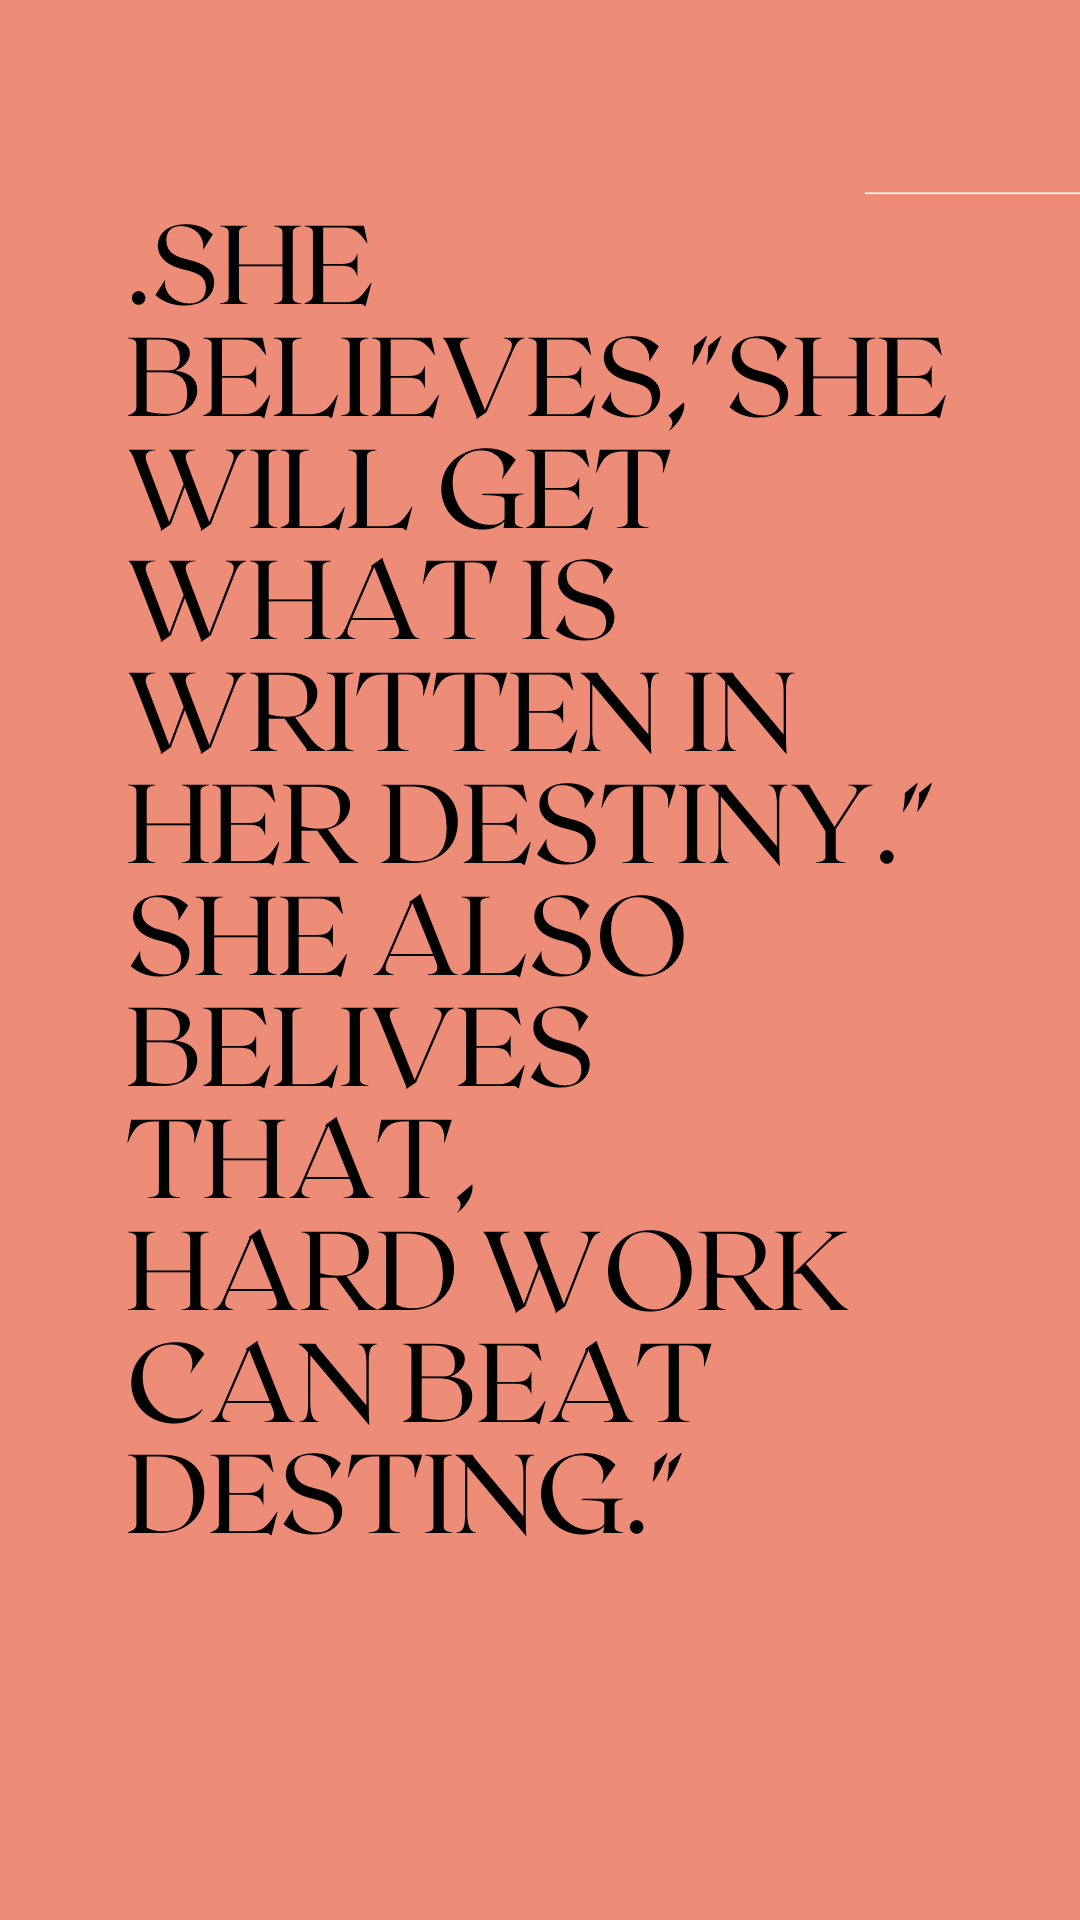 .SHE
BELIEVES,"SHE
WILL GET
WHAT IS
WRITTEN IN
HER DESTINY."
SHE ALSO
BELIVES
THAT,
HARD WORK
CAN BEAT
DESTING."